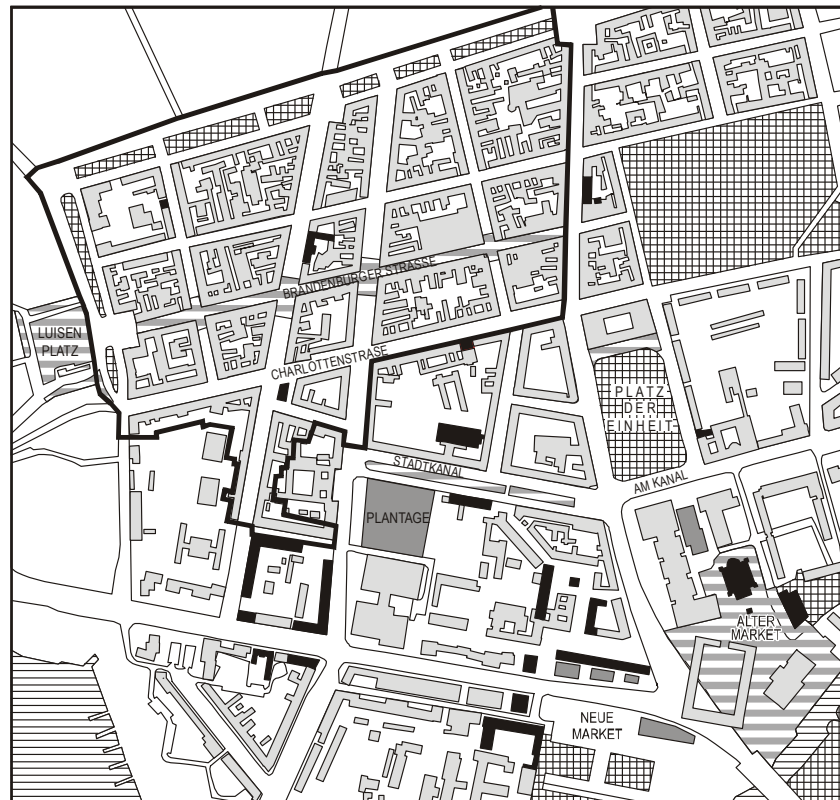 BRANDENBURGER STRASSE
LUISEN
PLATZ
CHARLOTTENSTRASE
PLATZ
DER
EINHEIT
STADTKANAL
AM KANAL
PLANTAGE
ALTER
MARKET
NEUE
MARKET